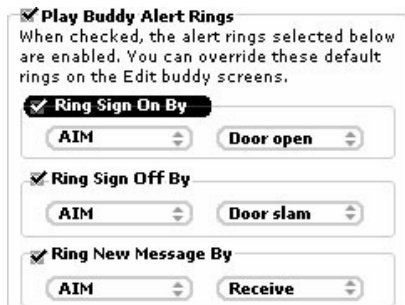 Play Buddy Alert Rings
When checked, the alert rings selected below
are enabled. You can override these default
rings on the Edit buddy screens.
Ring Sign On By
AIM Door open
Ring Sign Off By
AIM Door slam
Ring New Message By
AIM Receive